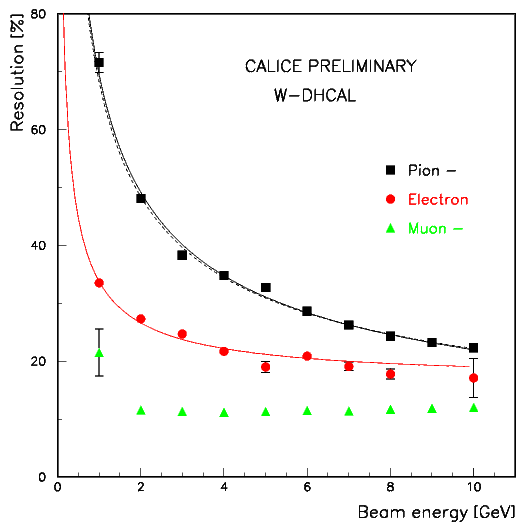 Resolution [%]
80
60
40
20
0
CALICE PRELIMINARY
W-DHCAL
Pion -
Electron
Muon -
0 2 4 6 8 10
Beam energy [GeV]